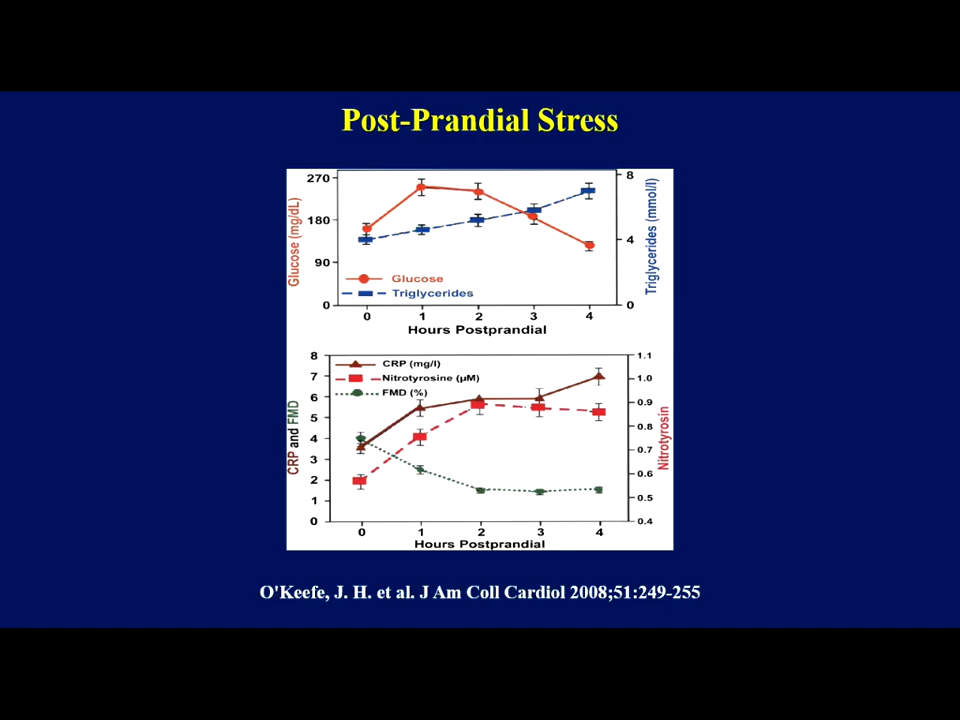 Post-Prandial Stress
270
180
90
0
Glucose (mg/dL)
8
4
0
Triglycerides (mmol/l)
Glucose
Triglycerides
0 1 2 3 4
Hours Postprandial
8
7
6
5
4
3
2
1
0
CRP and FMD
1.1
1.0
0.9
0.8
0.7
0.6
0.5
0.4
Nitrotyrosin
CRP (mg/l)
Nitrotyrosine (µM)
FMD (%)
0 1 2 3 4
Hours Postprandial
O'Keefe, J. H. et al. J Am Coll Cardiol 2008;51:249-255